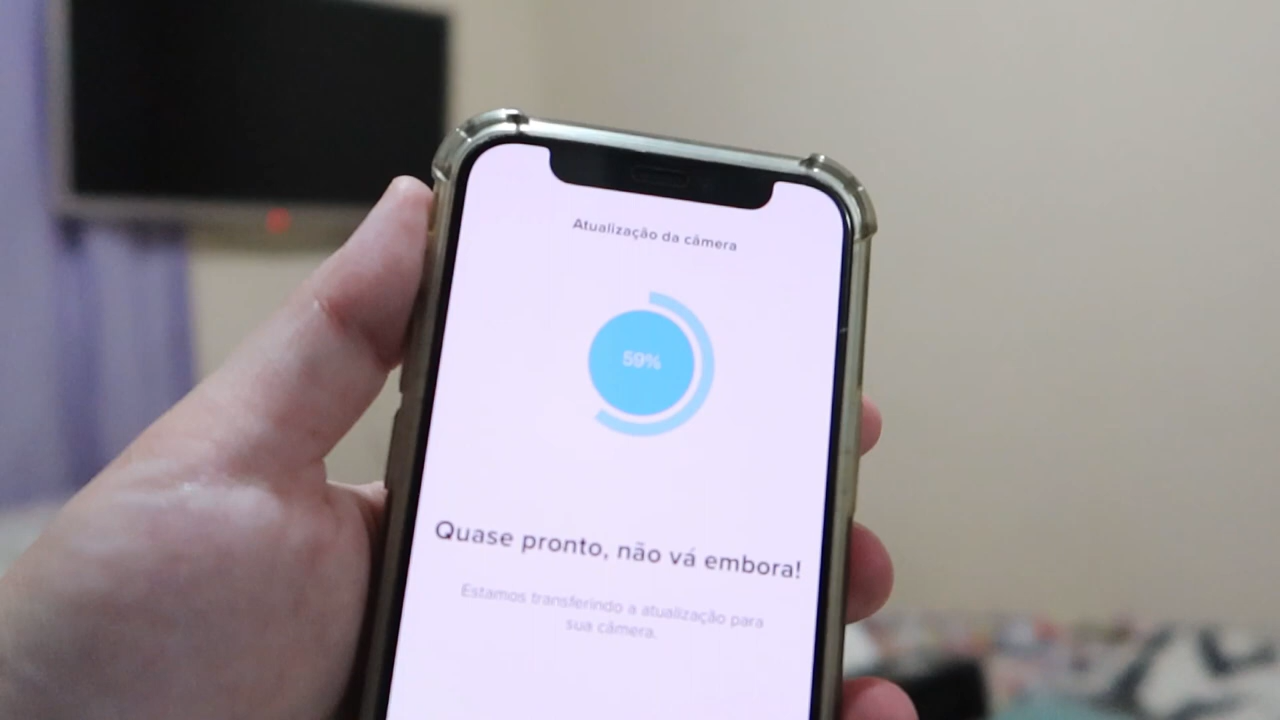 Atualização da câmera
59%
Quase pronto, não vá embora!
Estamos transferindo a atualização para
sua câmera.